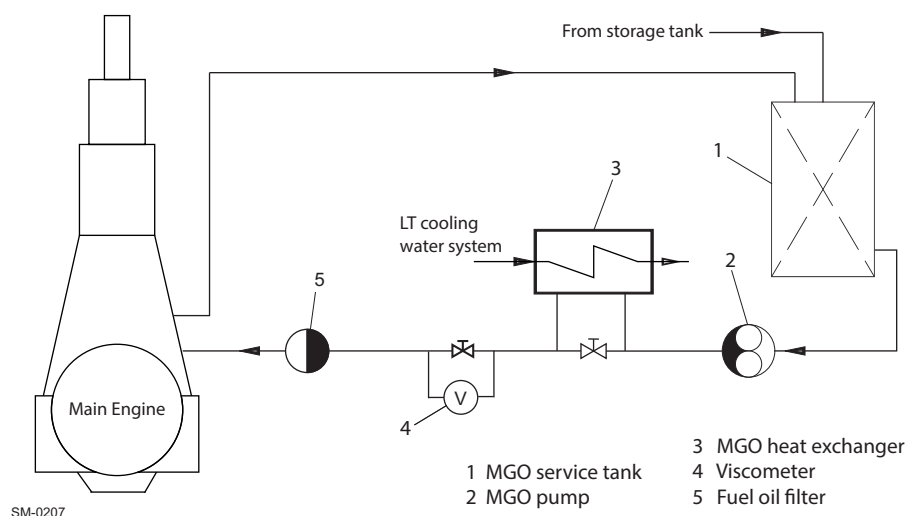 From storage tank
1
3
LT cooling
water system
2
5
V
4
Main Engine
1 MGO service tank
2 MGO pump
3 MGO heat exchanger
4 Viscometer
5 Fuel oil filter
SM-0207